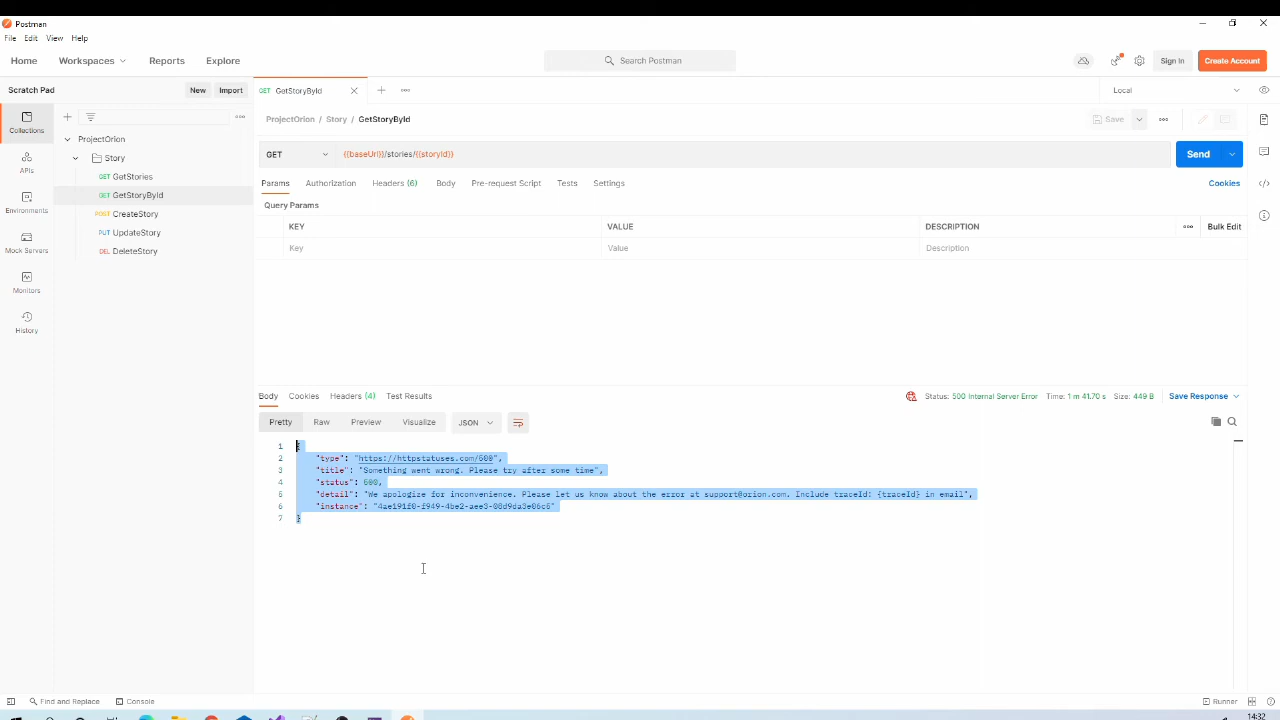 Postman
File Edit View Help
Home Workspaces Reports Explore
Search Postman
Sign In Create Account
Scratch Pad New Import
GET GetStoryById
Local
Collections
APIs
Environments
Mock Servers
Monitors
History
ProjectOrion
Story
GET GetStories
GET GetStoryById
POST CreateStory
PUT UpdateStory
DEL DeleteStory
ProjectOrion / Story / GetStoryById
Save
GET {{baseUrl}}/stories/{{storyId}}
Send
Params Authorization Headers (6) Body Pre-request Script Tests Settings Cookies
Query Params
KEY VALUE DESCRIPTION Bulk Edit
Key Value Description
Body Cookies Headers (4) Test Results
Status: 500 Internal Server Error Time: 1 m 41.70 s Size: 449 B Save Response
Pretty Raw Preview Visualize JSON
1 {
2 "type": "https://httpstatuses.com/500",
3 "title": "Something went wrong. Please try after some time",
4 "status": 500,
5 "detail": "We apologize for inconvenience. Please let us know about the error at support@orion.com. Include traceId: {traceId} in email",
6 "instance":
7 }
Find and Replace Console
Runner
14:32